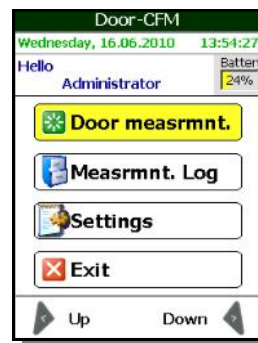 Door-CFM
Wednesday, 16.06.2010 13:54:27
Hello Batter
Administrator 24%
Door measrmnt.
Measrmnt. Log
Settings
Exit
Up Down